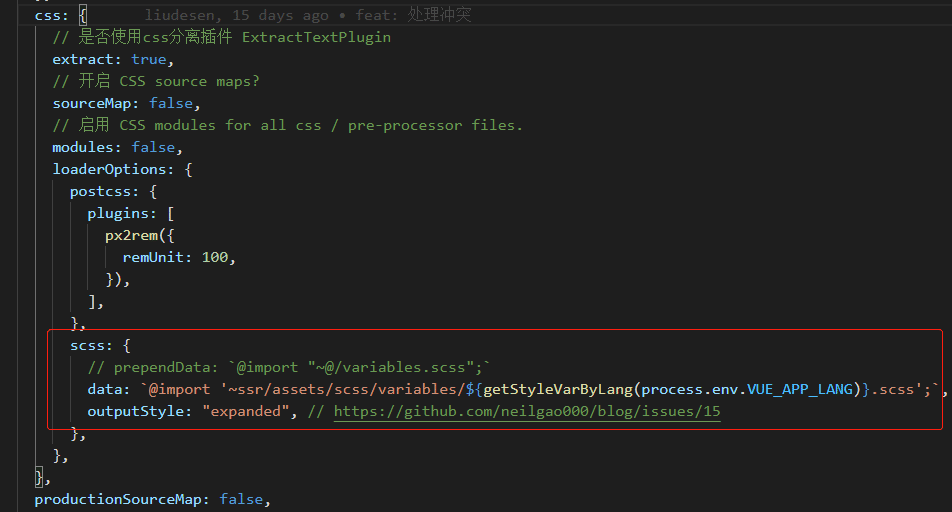 css: {        liudesen, 15 days ago • feat: 处理冲突
  // 是否使用css分离插件 ExtractTextPlugin
  extract: true,
  // 开启 CSS source maps?
  sourceMap: false,
  // 启用 CSS modules for all css / pre-processor files.
  modules: false,
  loaderOptions: {
    postcss: {
      plugins: [
        px2rem({
          remUnit: 100,
        }),
      ],
    },
    scss: {
      // prependData: `@import "~@/variables.scss";`
      data: `@import '~ssr/assets/scss/variables/${getStyleVarByLang(process.env.VUE_APP_LANG)}.scss';`,
      outputStyle: "expanded", // https://github.com/neilgao000/blog/issues/15
    },
  },
},
productionSourceMap: false,